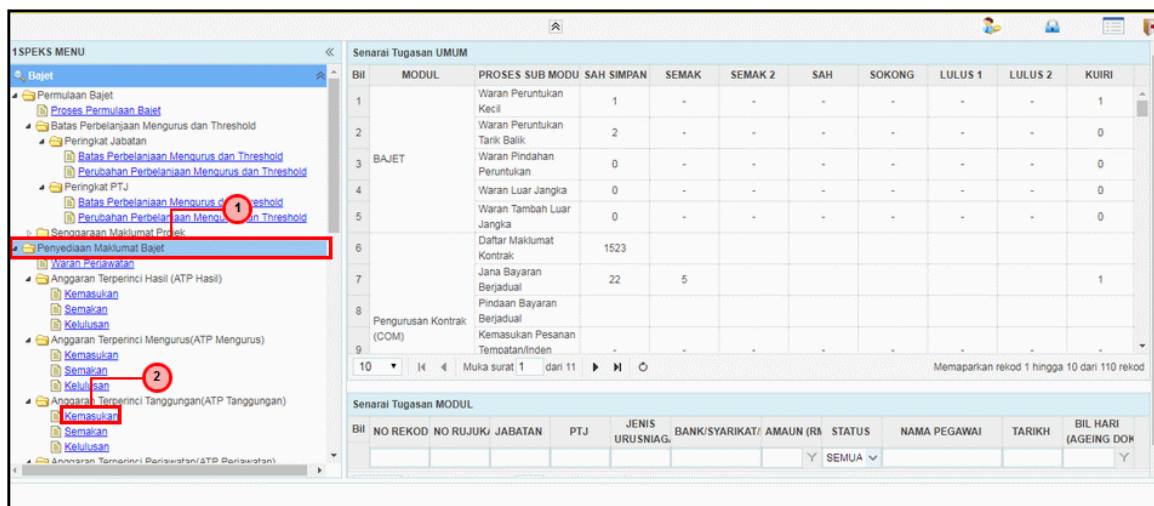 1SPEKS MENU
Bajet
Permulaan Bajet
Proses Permulaan Bajet
Batas Perbelanjaan Mengurus dan Threshold
Peringkat Jabatan
Batas Perbelanjaan Mengurus dan Threshold
Perubahan Perbelanjaan Mengurus dan Threshold
Peringkat PTJ
Batas Perbelanjaan Mengurus
Perubahan Perbelanjaan Threshold
Senggaraan Maklumat Projek
1
Penyediaan Maklumat Bajet
Waran Perjawatan
Anggaran Terperinci Hasil (ATP Hasil)
Kemasukan
Semakan
Kelulusan
Anggaran Terperinci Mengurus(ATP Mengurus)
Kemasukan
Semakan
Kelulusan
2
Anggaran Terperinci Tanggungan(ATP Tanggungan)
Kemasukan
Semakan
Kelulusan
Anggaran Terperinci Perjawatan(ATP Perjawatan)
Senarai Tugasan UMUM
Bil MODUL PROSES SUB MODU SAH SIMPAN SEMAK SEMAK 2 SAH SOKONG LULUS 1 LULUS 2 KUIRI
BAJET
1 Waran Peruntukan Kecil 1 - - - - - - 1
2 Waran Peruntukan Tarik Balik 2 - - - - - - 0
3 Waran Pindahan Peruntukan 0 - - - - - - 0
4 Waran Luar Jangka 0 - - - - - - 0
5 Waran Tambah Luar Jangka 0 - - - - - - 0
Pengurusan Kontrak (COM)
6 Daftar Maklumat Kontrak 1523
7 Jana Bayaran Berjadual 22 5 1
8 Pindaan Bayaran Berjadual
9 Kemasukan Pesanan Tempatan/Inden - - - - - - - -
10 Muka surat 1 dari 11 Memaparkan rekod 1 hingga 10 dari 110 rekod
Senarai Tugasan MODUL
Bil NO REKOD NO RUJUK JABATAN PTJ JENIS URUSNIAG BANK/SYARIKAT/ AMAUN (RM STATUS NAMA PEGAWAI TARIKH BIL HARI (AGEING DOK
SEMUA